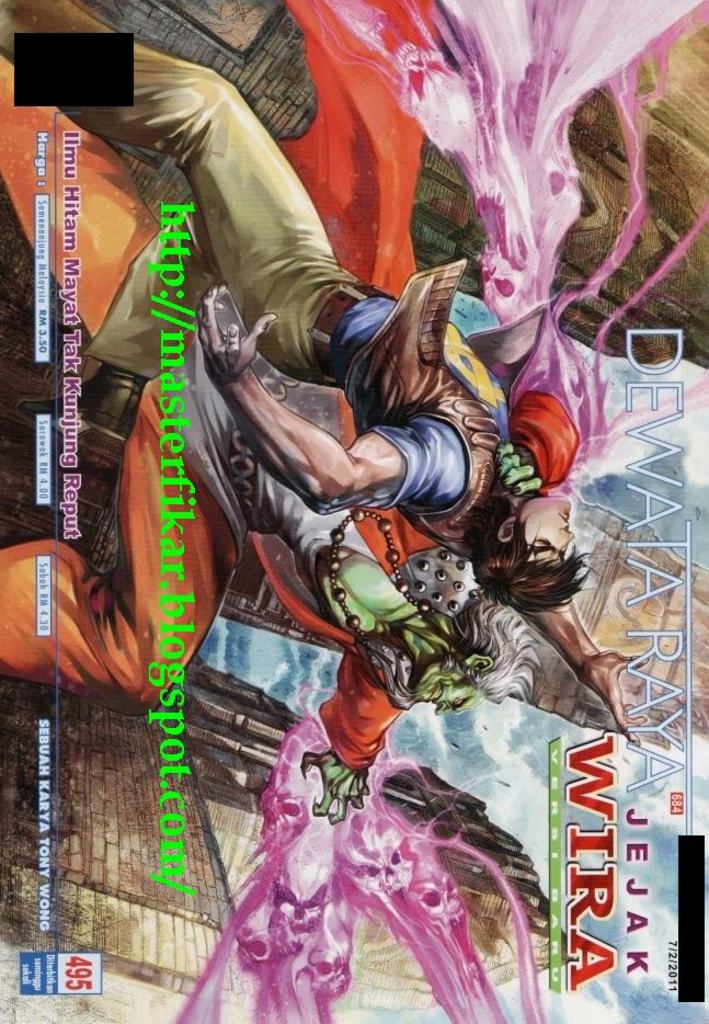 DEWATA RAYA
684
JEJAK
7/2/2011
WIRA
VERSI BARU
http://masterfikar.blogspot.com/
Ilmu Hitam Mayat Tak Kunjung Reput
Harga : Semenanjung Malaysia RM 3.50 Sarawak RM 4.00 Sabah RM 4.30
SEBUAH KARYA TONY WONG
495
Diterbitkan
seminggu
sekali